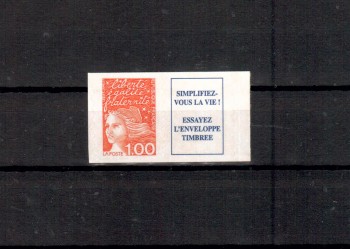 liberté
égalité
fraternité
LA POSTE
1,00
SIMPLIFIEZ-
VOUS LA VIE !
ESSAYEZ
L'ENVELOPPE
TIMBREE